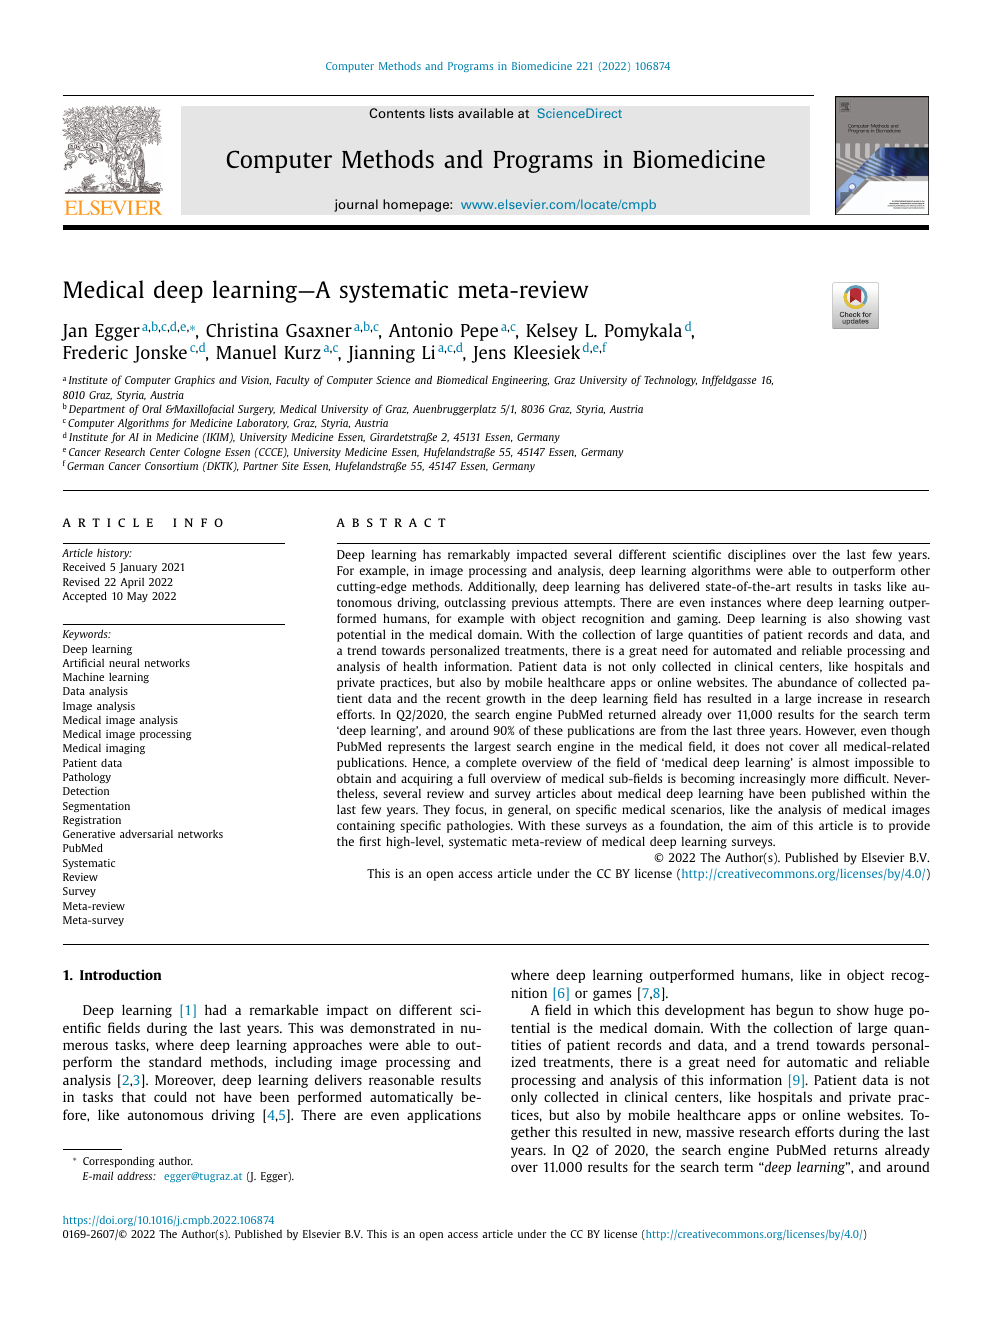 Computer Methods and Programs in Biomedicine 221 (2022) 106874
Contents lists available at ScienceDirect
Computer Methods and Programs in Biomedicine
journal homepage: www.elsevier.com/locate/cmpb
ELSEVIER
Computer Methods and
Programs in Biomedicine
Medical deep learning—A systematic meta-review
Check for
updates
Jan Egger a,b,c,d,e,*, Christina Gsaxner a,b,c, Antonio Pepe a,c, Kelsey L. Pomykala d,
Frederic Jonske c,d, Manuel Kurz a,c, Jianning Li a,c,d, Jens Kleesiek d,e,f
a Institute of Computer Graphics and Vision, Faculty of Computer Science and Biomedical Engineering, Graz University of Technology, Inffeldgasse 16,
8010 Graz, Styria, Austria
b Department of Oral &Maxillofacial Surgery, Medical University of Graz, Auenbruggerplatz 5/1, 8036 Graz, Styria, Austria
c Computer Algorithms for Medicine Laboratory, Graz, Styria, Austria
d Institute for AI in Medicine (IKIM), University Medicine Essen, Girardetstraße 2, 45131 Essen, Germany
e Cancer Research Center Cologne Essen (CCCE), University Medicine Essen, Hufelandstraße 55, 45147 Essen, Germany
f German Cancer Consortium (DKTK), Partner Site Essen, Hufelandstraße 55, 45147 Essen, Germany
ARTICLE INFO
Article history:
Received 5 January 2021
Revised 22 April 2022
Accepted 10 May 2022
Keywords:
Deep learning
Artificial neural networks
Machine learning
Data analysis
Image analysis
Medical image analysis
Medical image processing
Medical imaging
Patient data
Pathology
Detection
Segmentation
Registration
Generative adversarial networks
PubMed
Systematic
Review
Survey
Meta-review
Meta-survey
ABSTRACT
Deep learning has remarkably impacted several different scientific disciplines over the last few years.
For example, in image processing and analysis, deep learning algorithms were able to outperform other
cutting-edge methods. Additionally, deep learning has delivered state-of-the-art results in tasks like au-
tonomous driving, outclassing previous attempts. There are even instances where deep learning outper-
formed humans, for example with object recognition and gaming. Deep learning is also showing vast
potential in the medical domain. With the collection of large quantities of patient records and data, and
a trend towards personalized treatments, there is a great need for automated and reliable processing and
analysis of health information. Patient data is not only collected in clinical centers, like hospitals and
private practices, but also by mobile healthcare apps or online websites. The abundance of collected pa-
tient data and the recent growth in the deep learning field has resulted in a large increase in research
efforts. In Q2/2020, the search engine PubMed returned already over 11,000 results for the search term
‘deep learning’, and around 90% of these publications are from the last three years. However, even though
PubMed represents the largest search engine in the medical field, it does not cover all medical-related
publications. Hence, a complete overview of the field of ‘medical deep learning’ is almost impossible to
obtain and acquiring a full overview of medical sub-fields is becoming increasingly more difficult. Never-
theless, several review and survey articles about medical deep learning have been published within the
last few years. They focus, in general, on specific medical scenarios, like the analysis of medical images
containing specific pathologies. With these surveys as a foundation, the aim of this article is to provide
the first high-level, systematic meta-review of medical deep learning surveys.
© 2022 The Author(s). Published by Elsevier B.V.
This is an open access article under the CC BY license (http://creativecommons.org/licenses/by/4.0/)
1. Introduction
Deep learning [1] had a remarkable impact on different sci-
entific fields during the last years. This was demonstrated in nu-
merous tasks, where deep learning approaches were able to out-
perform the standard methods, including image processing and
analysis [2,3]. Moreover, deep learning delivers reasonable results
in tasks that could not have been performed automatically be-
fore, like autonomous driving [4,5]. There are even applications
where deep learning outperformed humans, like in object recog-
nition [6] or games [7,8].
A field in which this development has begun to show huge po-
tential is the medical domain. With the collection of large quan-
tities of patient records and data, and a trend towards personal-
ized treatments, there is a great need for automatic and reliable
processing and analysis of this information [9]. Patient data is not
only collected in clinical centers, like hospitals and private prac-
tices, but also by mobile healthcare apps or online websites. To-
gether this resulted in new, massive research efforts during the last
years. In Q2 of 2020, the search engine PubMed returns already
over 11.000 results for the search term “deep learning”, and around
* Corresponding author.
E-mail address: egger@tugraz.at (J. Egger).
https://doi.org/10.1016/j.cmpb.2022.106874
0169-2607/© 2022 The Author(s). Published by Elsevier B.V. This is an open access article under the CC BY license (http://creativecommons.org/licenses/by/4.0/)